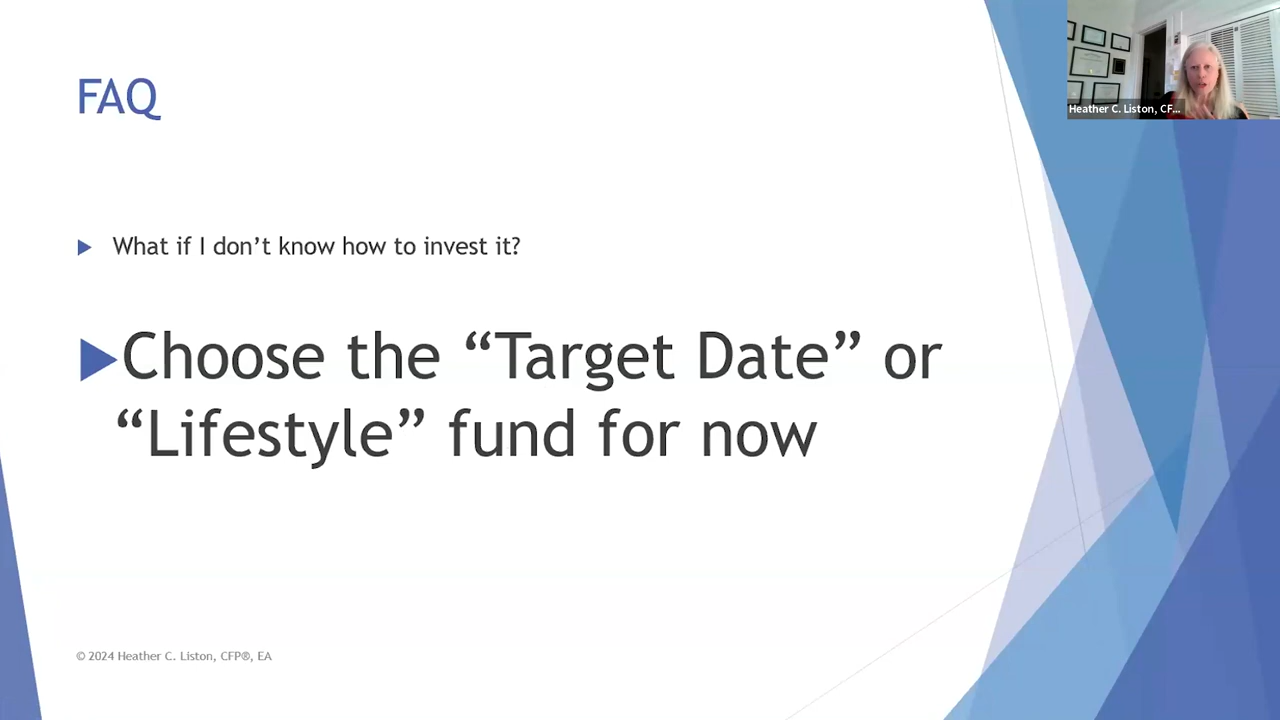 FAQ
Heather C. Liston, CF...
What if I don’t know how to invest it?
Choose the “Target Date” or
“Lifestyle” fund for now
© 2024 Heather C. Liston, CFP®, EA